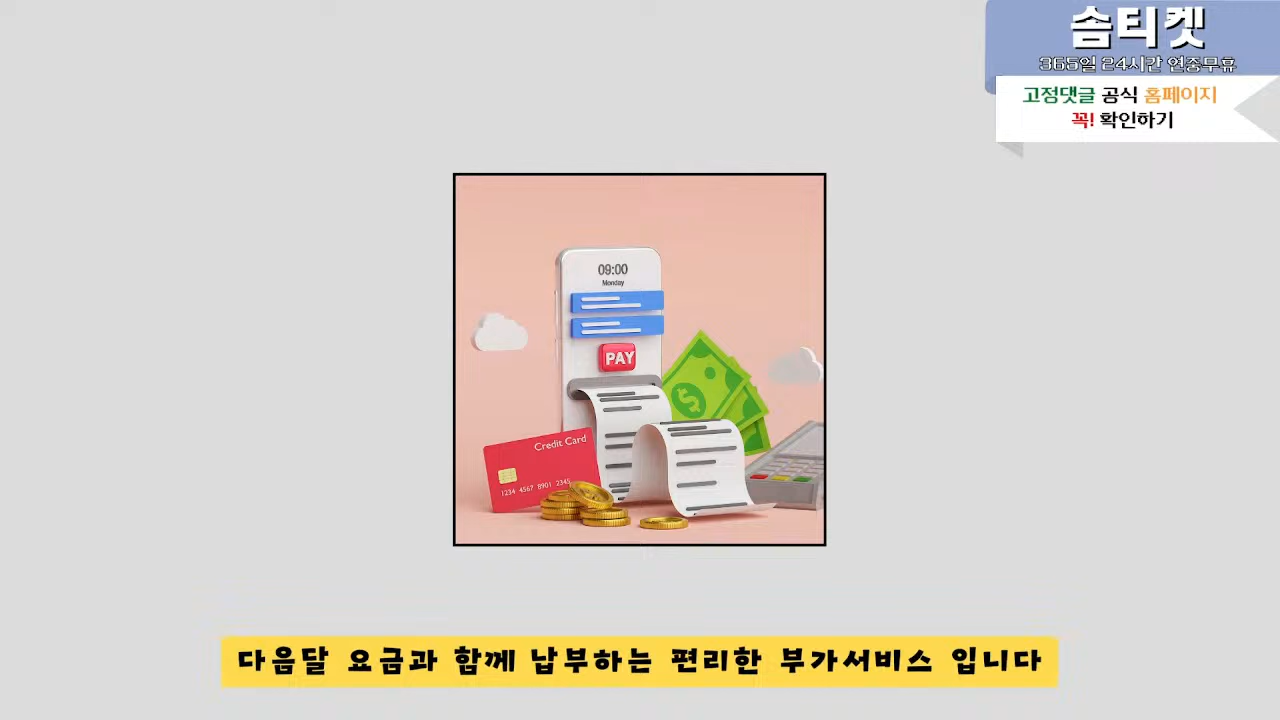 솜티켓
365일 24시간 연중무휴
고정댓글 공식 홈페이지
꼭! 확인하기
09:00
Monday
PAY
$
Credit Card
1234 4567 8901 2345
다음달 요금과 함께 납부하는 편리한 부가서비스 입니다